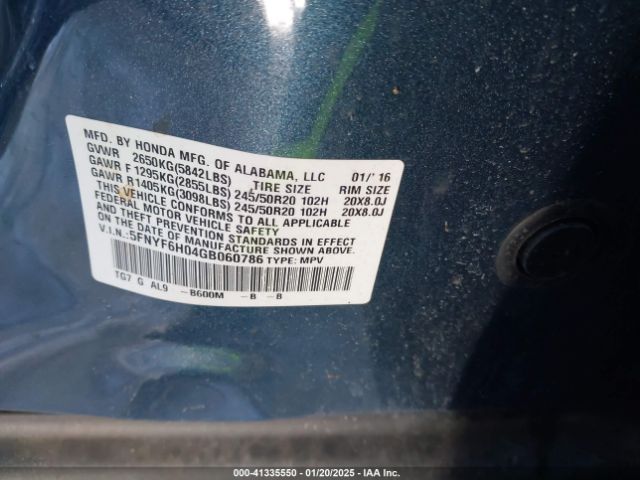 MFD. BY HONDA MFG. OF ALABAMA, LLC 01/'16
GVWR 2650KG(5842LBS) TIRE SIZE RIM SIZE
GAWR F 1295KG(2855LBS) 245/50R20 102H 20X8.0J
GAWR R 1405KG(3098LBS) 245/50R20 102H 20X8.0J
THIS VEHICLE CONFORMS TO ALL APPLICABLE
FEDERAL MOTOR VEHICLE SAFETY
AND THEFT PREVENTION STANDARDS IN EFFECT
ON THE DATE OF MANUFACTURE SHOWN ABOVE.
V.I.N.:5FNYF6H04GB060786 TYPE: MPV
TG7 G AL9 -B600M -B -B
000-41335550 | 01/20/2025 | IAA Inc.